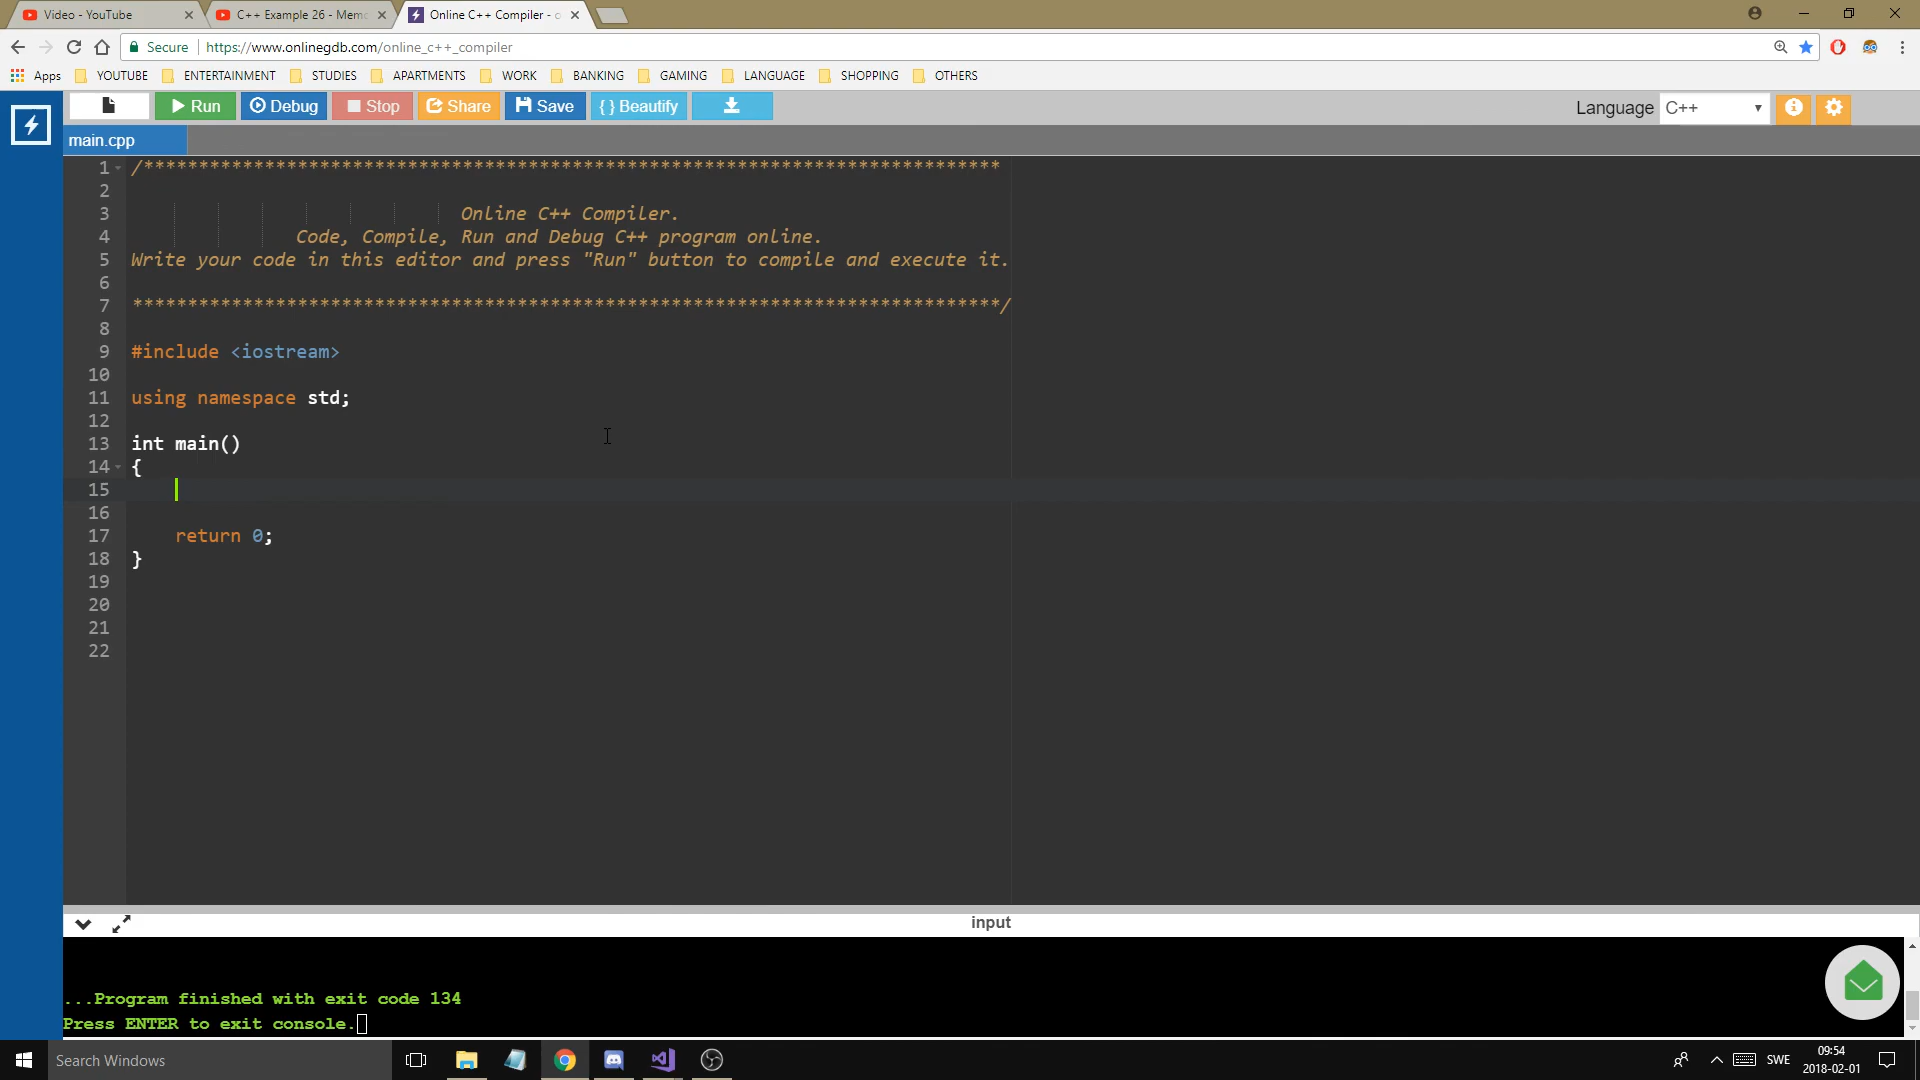 Video - YouTube
C++ Example 26 - Mem
Online C++ Compiler -
Secure https://www.onlinegdb.com/online_c++_compiler
Apps YOUTUBE ENTERTAINMENT STUDIES APARTMENTS WORK BANKING GAMING LANGUAGE SHOPPING OTHERS
Run Debug Stop Share Save { } Beautify Language C++
main.cpp
1 /******************************************************************************
2
3 Online C++ Compiler.
4 Code, Compile, Run and Debug C++ program online.
5 Write your code in this editor and press "Run" button to compile and execute it.
6
7 *******************************************************************************/
8
9 #include <iostream>
10
11 using namespace std;
12
13 int main()
14 {
15
16
17 return 0;
18 }
19
20
21
22
input
...Program finished with exit code 134
Press ENTER to exit console.
Search Windows
SWE
09:54
2018-02-01